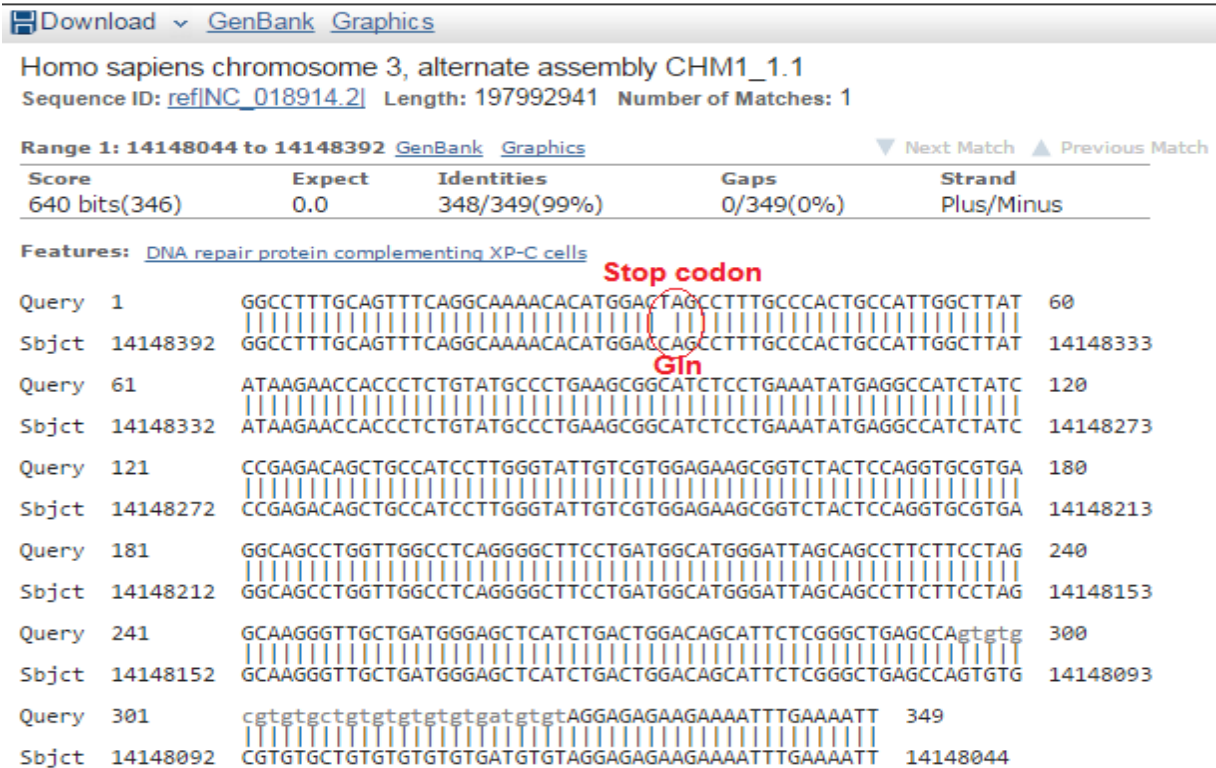 Download GenBank Graphics
Homo sapiens chromosome 3, alternate assembly CHM1_1.1
Sequence ID: ref|NC_018914.2| Length: 197992941 Number of Matches: 1
Range 1: 14148044 to 14148392 GenBank Graphics Next Match Previous Match
Score Expect Identities Gaps Strand
640 bits(346) 0.0 348/349(99%) 0/349(0%) Plus/Minus
Features: DNA repair protein complementing XP-C cells
Stop codon
Query 1 GGCCTTTGCAGTTTCAGGCAAAACACATGGACTAGCCTTTGCCCACTGCCATTGGCTTAT 60
Sbjct 14148392 GGCCTTTGCAGTTTCAGGCAAAACACATGGACCAGCCTTTGCCCACTGCCATTGGCTTAT 14148333
Gln
Query 61 ATAAGAACCACCCTCTGTATGCCCTGAAGCGGCATCTCCTGAAATATGAGGCCATCTATC 120
Sbjct 14148332 ATAAGAACCACCCTCTGTATGCCCTGAAGCGGCATCTCCTGAAATATGAGGCCATCTATC 14148273
Query 121 CCGAGACAGCTGCCATCCTTGGGTATTGTCGTGGAGAAGCGGTCTACTCCAGGTGCGTGA 180
Sbjct 14148272 CCGAGACAGCTGCCATCCTTGGGTATTGTCGTGGAGAAGCGGTCTACTCCAGGTGCGTGA 14148213
Query 181 GGCAGCCTGGTTGGCCTCAGGGGCTTCCTGATGGCATGGGATTAGCAGCCTTCTTCCTAG 240
Sbjct 14148212 GGCAGCCTGGTTGGCCTCAGGGGCTTCCTGATGGCATGGGATTAGCAGCCTTCTTCCTAG 14148153
Query 241 GCAAGGGTTGCTGATGGGAGCTCATCTGACTGGACAGCATTCTCGGGCTGAGCCAgtgtg 300
Sbjct 14148152 GCAAGGGTTGCTGATGGGAGCTCATCTGACTGGACAGCATTCTCGGGCTGAGCCAGTGTG 14148093
Query 301 cgtgtgctgtgtgtgtgtgtgatgtgtAGGAGAGAAGAAAATTTGAAAATT 349
Sbjct 14148092 CGTGTGCTGTGTGTGTGTGTGATGTGTAGGAGAGAAGAAAATTTGAAAATT 14148044